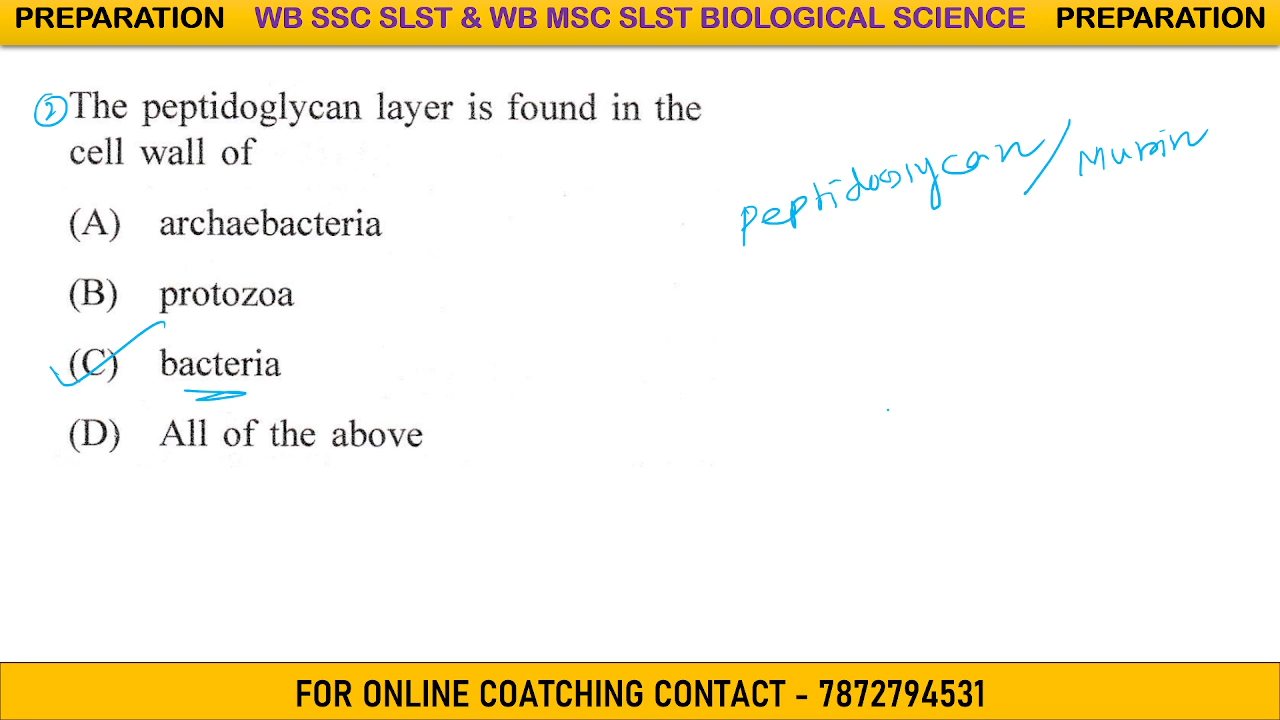 PREPARATION WB SSC SLST & WB MSC SLST BIOLOGICAL SCIENCE PREPARATION
② The peptidoglycan layer is found in the
cell wall of
Peptidoglycan / Murin
(A) archaebacteria
(B) protozoa
(C) bacteria
(D) All of the above
FOR ONLINE COATCHING CONTACT - 7872794531